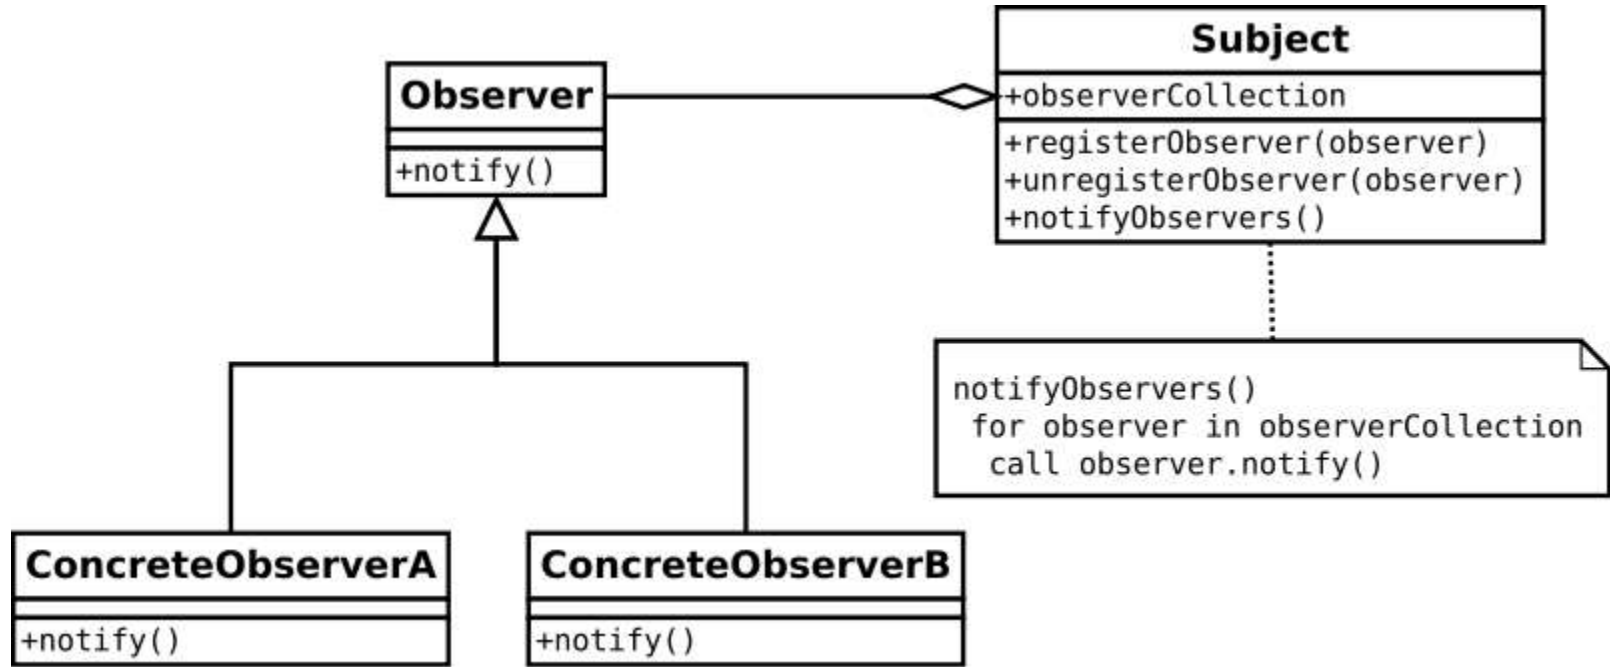 Subject
+observerCollection
+registerObserver(observer)
+unregisterObserver(observer)
+notifyObservers()
Observer
+notify()
notifyObservers()
for observer in observerCollection
call observer.notify()
ConcreteObserverA
+notify()
ConcreteObserverB
+notify()